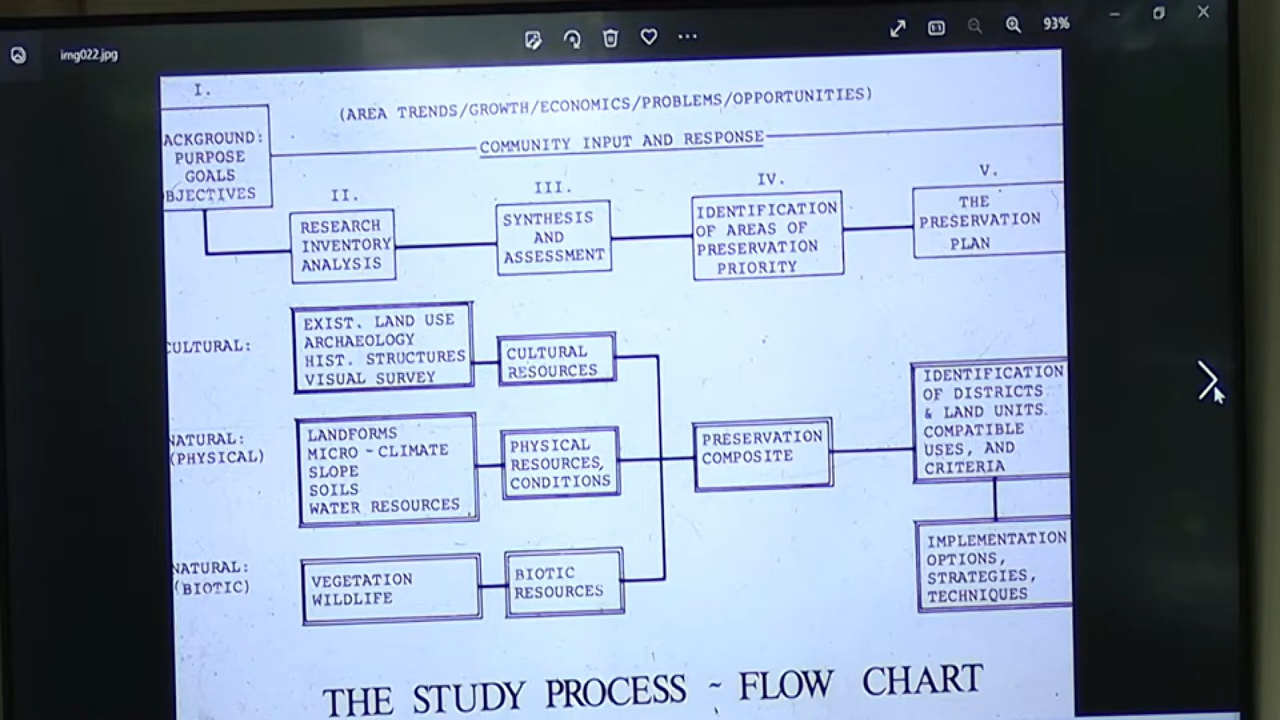 img022.jpg
93%
I.
(AREA TRENDS/GROWTH/ECONOMICS/PROBLEMS/OPPORTUNITIES)
ACKGROUND:
PURPOSE
GOALS
BJECTIVES
COMMUNITY INPUT AND RESPONSE
II.
RESEARCH
INVENTORY
ANALYSIS
III.
SYNTHESIS
AND
ASSESSMENT
IV.
IDENTIFICATION
OF AREAS OF
PRESERVATION
PRIORITY
V.
THE
PRESERVATION
PLAN
CULTURAL:
EXIST. LAND USE
ARCHAEOLOGY
HIST. STRUCTURES
VISUAL SURVEY
CULTURAL
RESOURCES
NATURAL:
(PHYSICAL)
LANDFORMS
MICRO-CLIMATE
SLOPE
SOILS
WATER RESOURCES
PHYSICAL
RESOURCES,
CONDITIONS
PRESERVATION
COMPOSITE
IDENTIFICATION
OF DISTRICTS
& LAND UNITS.
COMPATIBLE
USES, AND
CRITERIA
NATURAL:
(BIOTIC)
VEGETATION
WILDLIFE
BIOTIC
RESOURCES
IMPLEMENTATION
OPTIONS,
STRATEGIES,
TECHNIQUES
THE STUDY PROCESS ~ FLOW CHART